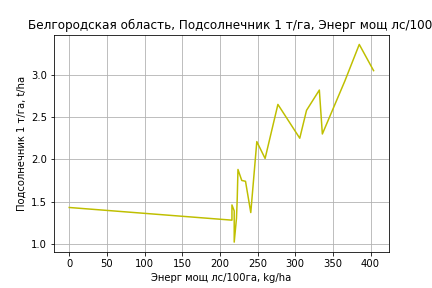 Белгородская область, Подсолнечник 1 т/га, Энерг мощ лс/100
Подсолнечник 1 т/га, t/ha
3.0
2.5
2.0
1.5
1.0
0 50 100 150 200 250 300 350 400
Энерг мощ лс/100га, kg/ha